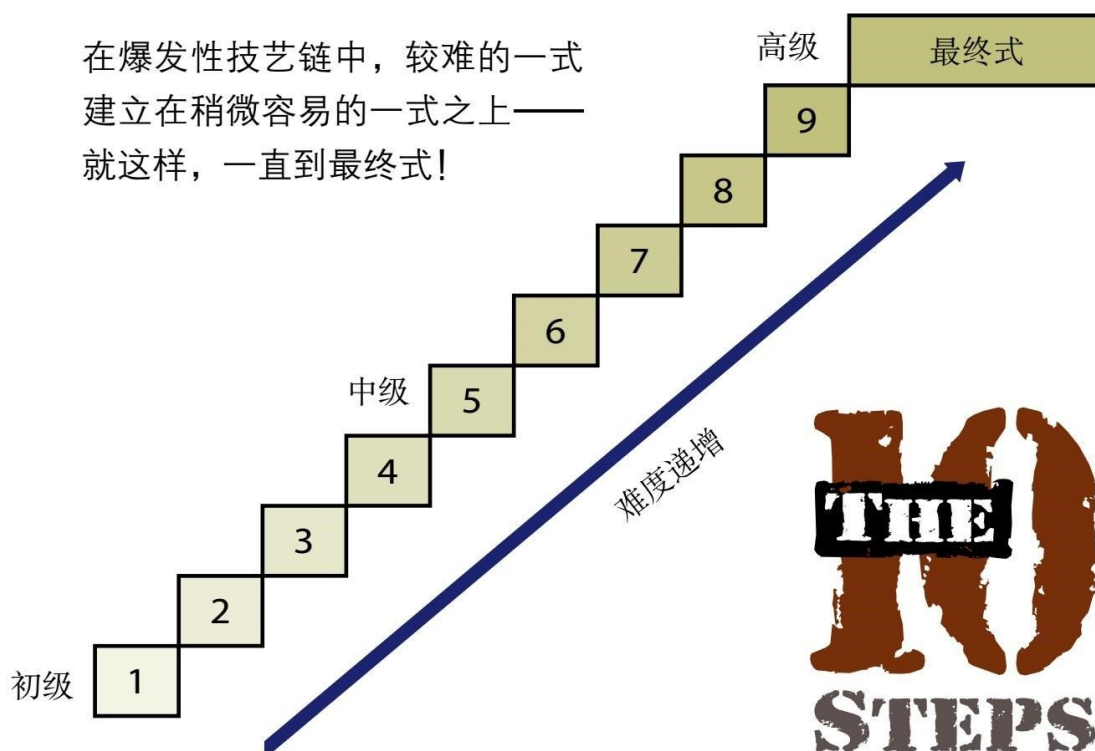 在爆发性技艺链中，较难的一式
建立在稍微容易的一式之上——
就这样，一直到最终式！
高级
最终式
9
8
7
6
中级
5
4
3
2
初级
1
难度递增
10
THE
STEPS